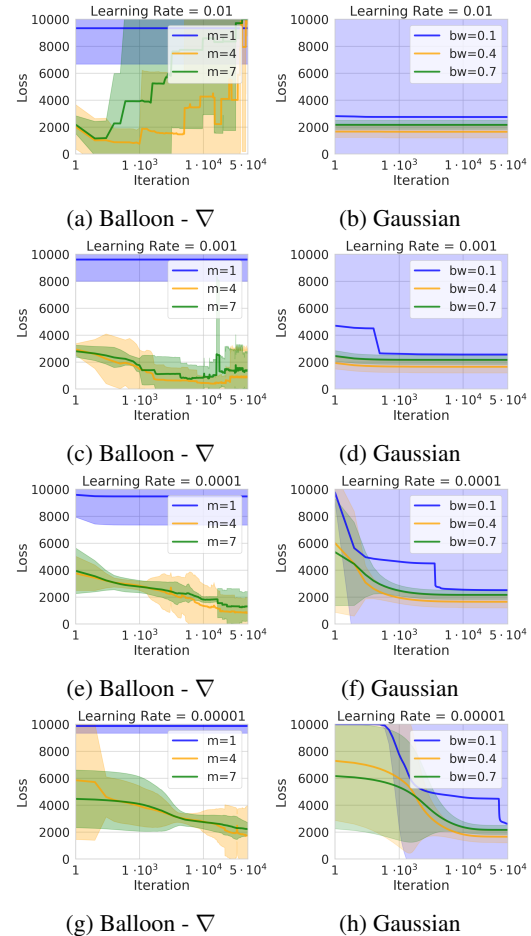 Learning Rate = 0.01
Loss
10000
8000
6000
4000
2000
0
m=1
m=4
m=7
1
1·10³
1·10⁴
5·10⁴
Iteration
(a) Balloon - ∇
Learning Rate = 0.01
Loss
10000
8000
6000
4000
2000
0
bw=0.1
bw=0.4
bw=0.7
1
1·10³
1·10⁴
5·10⁴
Iteration
(b) Gaussian
Learning Rate = 0.001
Loss
10000
8000
6000
4000
2000
0
m=1
m=4
m=7
1
1·10³
1·10⁴
5·10⁴
Iteration
(c) Balloon - ∇
Learning Rate = 0.001
Loss
10000
8000
6000
4000
2000
0
bw=0.1
bw=0.4
bw=0.7
1
1·10³
1·10⁴
5·10⁴
Iteration
(d) Gaussian
Learning Rate = 0.0001
Loss
10000
8000
6000
4000
2000
0
m=1
m=4
m=7
1
1·10³
1·10⁴
5·10⁴
Iteration
(e) Balloon - ∇
Learning Rate = 0.0001
Loss
10000
8000
6000
4000
2000
0
bw=0.1
bw=0.4
bw=0.7
1
1·10³
1·10⁴
5·10⁴
Iteration
(f) Gaussian
Learning Rate = 0.00001
Loss
10000
8000
6000
4000
2000
0
m=1
m=4
m=7
1
1·10³
1·10⁴
5·10⁴
Iteration
(g) Balloon - ∇
Learning Rate = 0.00001
Loss
10000
8000
6000
4000
2000
0
bw=0.1
bw=0.4
bw=0.7
1
1·10³
1·10⁴
5·10⁴
Iteration
(h) Gaussian